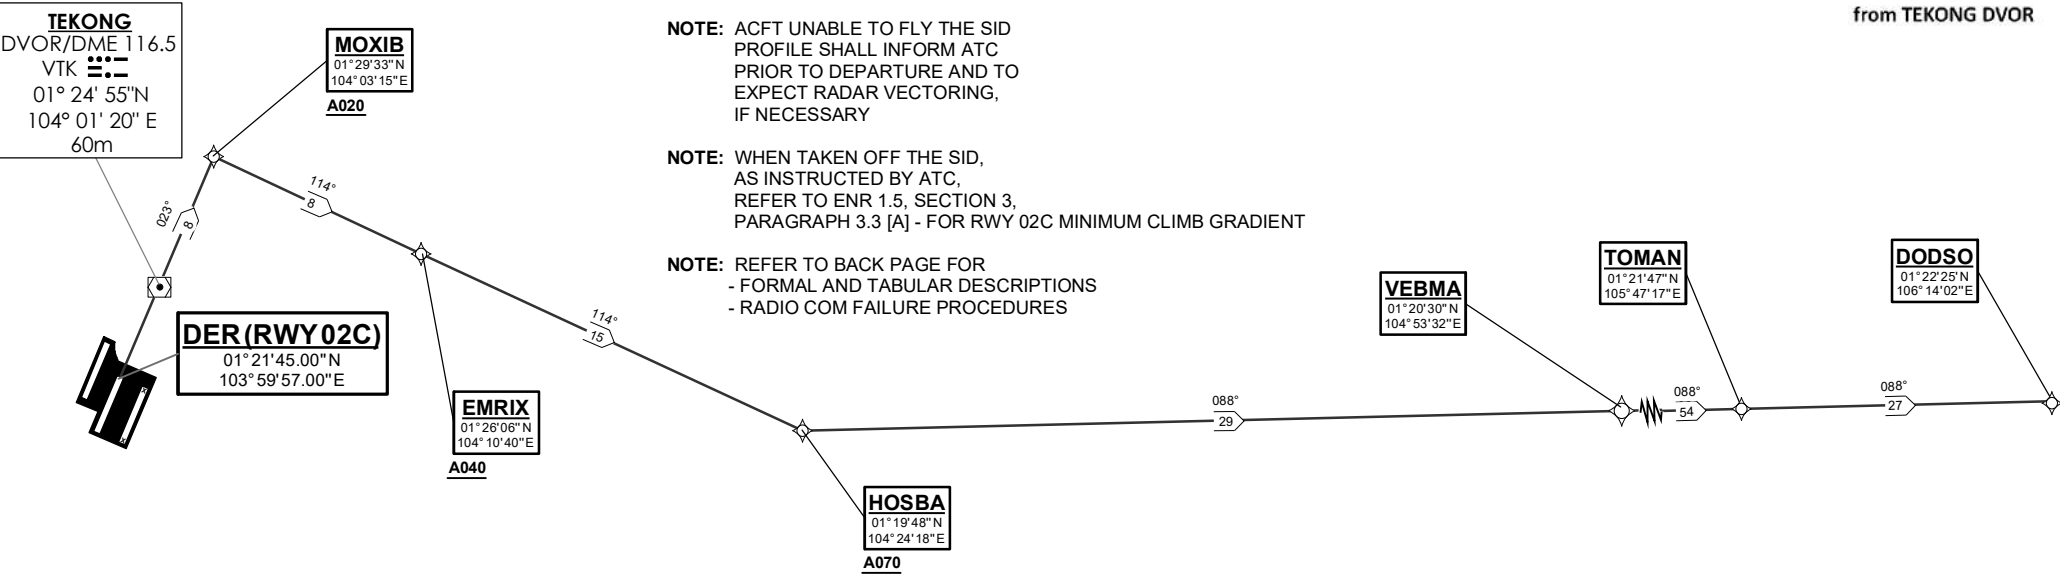 TEKONG
DVOR/DME 116.5
VTK
01° 24' 55"N
104° 01' 20" E
60m
MOXIB
01°29'33"N
104°03'15"E
A020
NOTE: ACFT UNABLE TO FLY THE SID
PROFILE SHALL INFORM ATC
PRIOR TO DEPARTURE AND TO
EXPECT RADAR VECTORING,
IF NECESSARY
NOTE: WHEN TAKEN OFF THE SID,
AS INSTRUCTED BY ATC,
REFER TO ENR 1.5, SECTION 3,
PARAGRAPH 3.3 [A] - FOR RWY 02C MINIMUM CLIMB GRADIENT
NOTE: REFER TO BACK PAGE FOR
- FORMAL AND TABULAR DESCRIPTIONS
- RADIO COM FAILURE PROCEDURES
from TEKONG DVOR
023°
8
114°
8
114°
15
DER(RWY 02C)
01°21'45.00"N
103°59'57.00"E
EMRIX
01°26'06"N
104°10'40"E
A040
HOSBA
01°19'48"N
104°24'18"E
A070
088°
29
VEBMA
01°20'30"N
104°53'32"E
088°
54
TOMAN
01°21'47"N
105°47'17"E
088°
27
DODSO
01°22'25"N
106°14'02"E